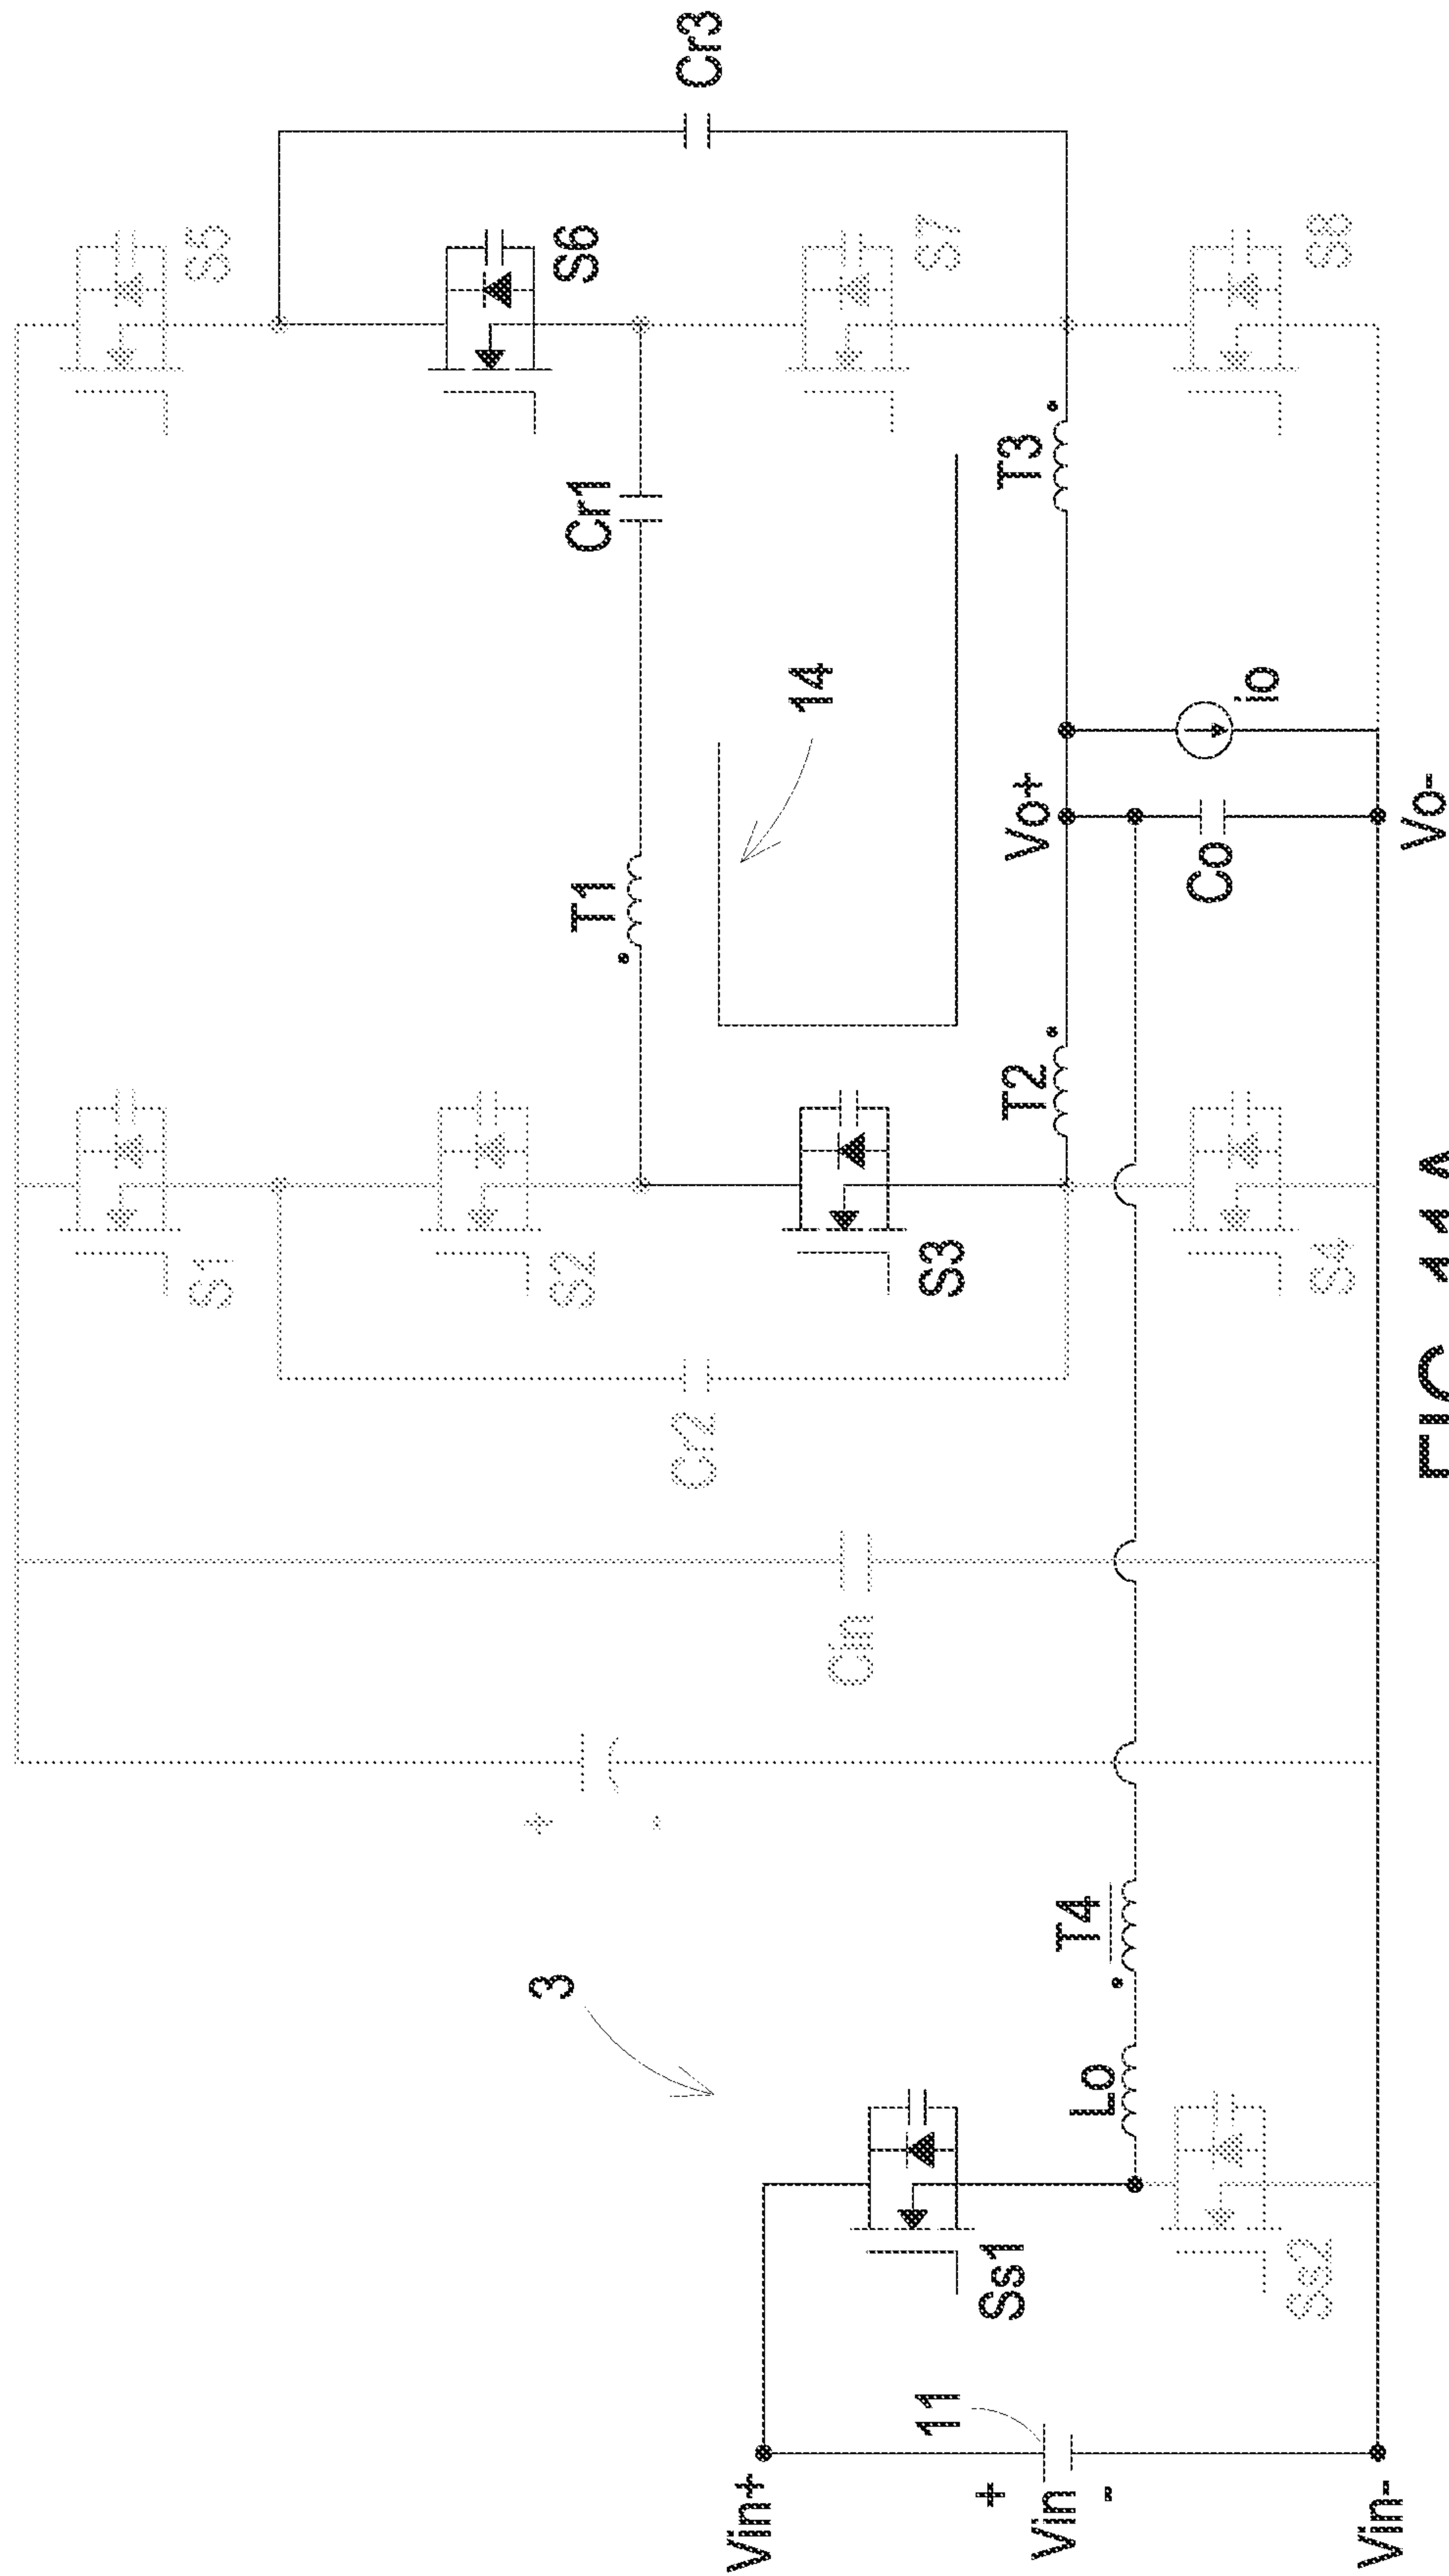 Cr3
S5
S6
S7
S8
Cr1
T3
14
io
T1
Vo+
Co
Vo-
T2
S1
S2
S3
S4
Cr2
Cin
+
-
3
T4
Lo
Ss1
Ss2
11
Vin+
+
Vin
-
Vin-